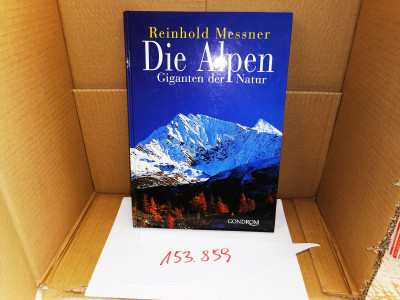 Reinhold Messner
Die Alpen
Giganten der Natur
GONDROM
153.859